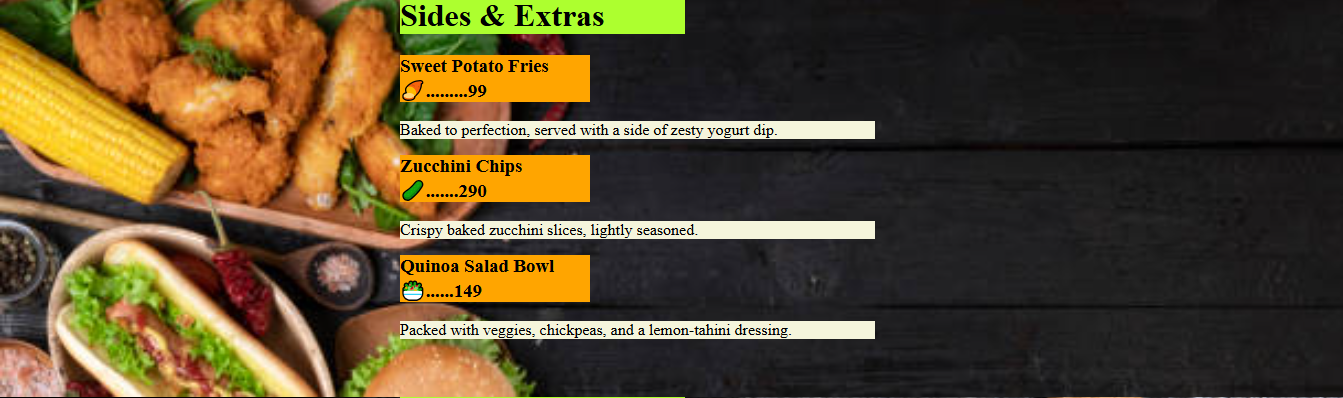 Sides & Extras
Sweet Potato Fries
🍠.........99
Baked to perfection, served with a side of zesty yogurt dip.
Zucchini Chips
🥒.......290
Crispy baked zucchini slices, lightly seasoned.
Quinoa Salad Bowl
🥗......149
Packed with veggies, chickpeas, and a lemon-tahini dressing.